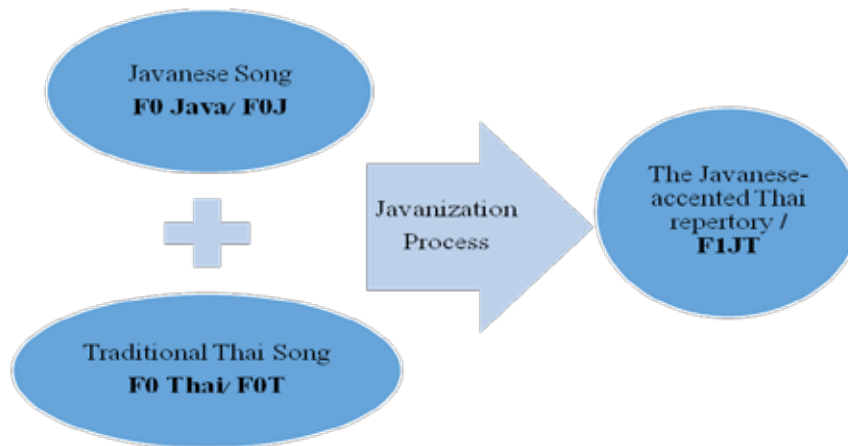 Javanese Song
F0 Java/ F0J
Traditional Thai Song
F0 Thai/ F0T
Javanization
Process
The Javanese-
accented Thai
repertory /
F1JT